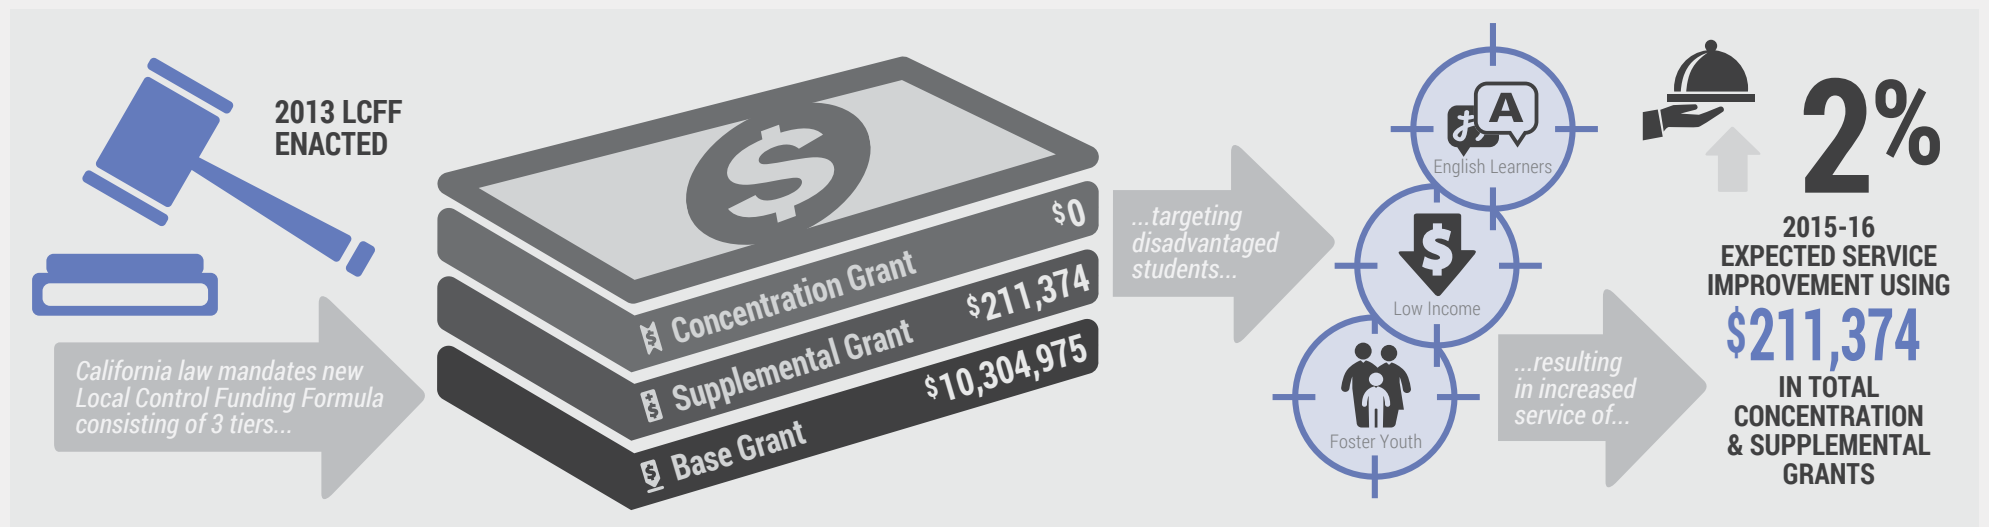 2013 LCFF
ENACTED
California law mandates new
Local Control Funding Formula
consisting of 3 tiers...
$
$0
$ Concentration Grant
$211,374
$ Supplemental Grant
$10,304,975
$ Base Grant
...targeting
disadvantaged
students...
あ A
English Learners
$
Low Income
Foster Youth
...resulting
in increased
service of...
2%
2015-16
EXPECTED SERVICE
IMPROVEMENT USING
$211,374
IN TOTAL
CONCENTRATION
& SUPPLEMENTAL
GRANTS